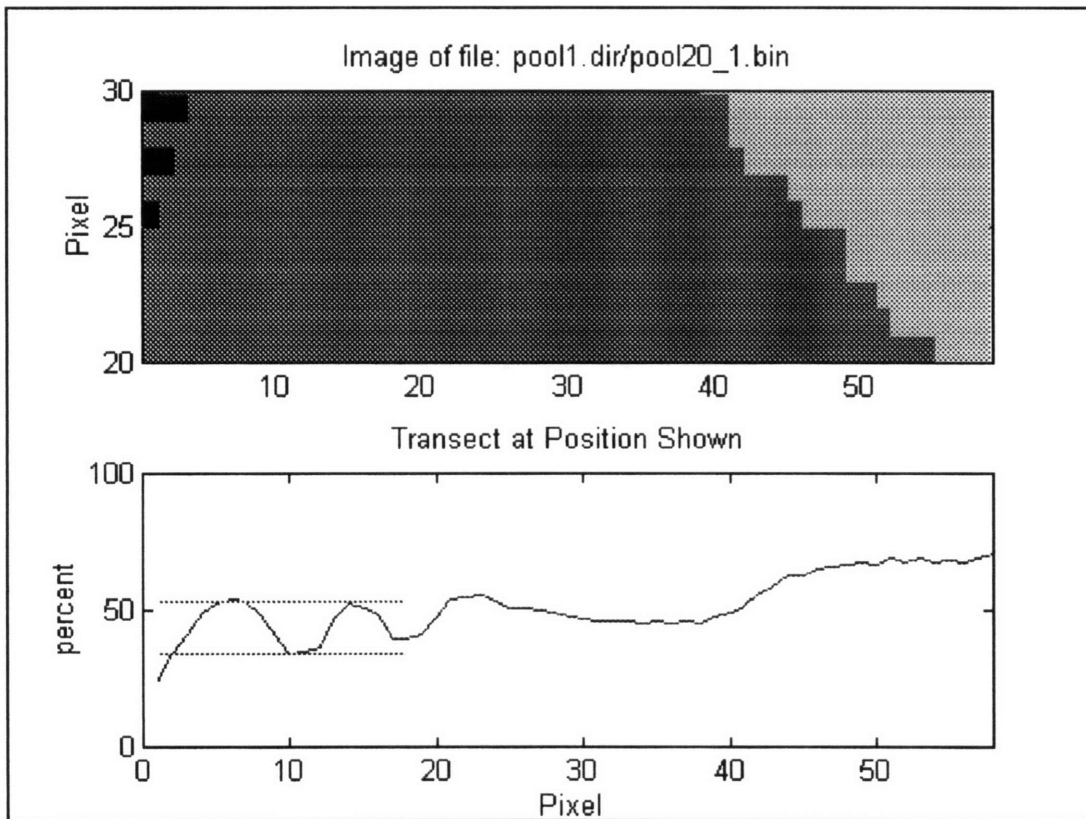 Image of file: pool1.dir/pool20_1.bin
30
25
20
Pixel
10 20 30 40 50
Transect at Position Shown
100
50
0
percent
0 10 20 30 40 50
Pixel